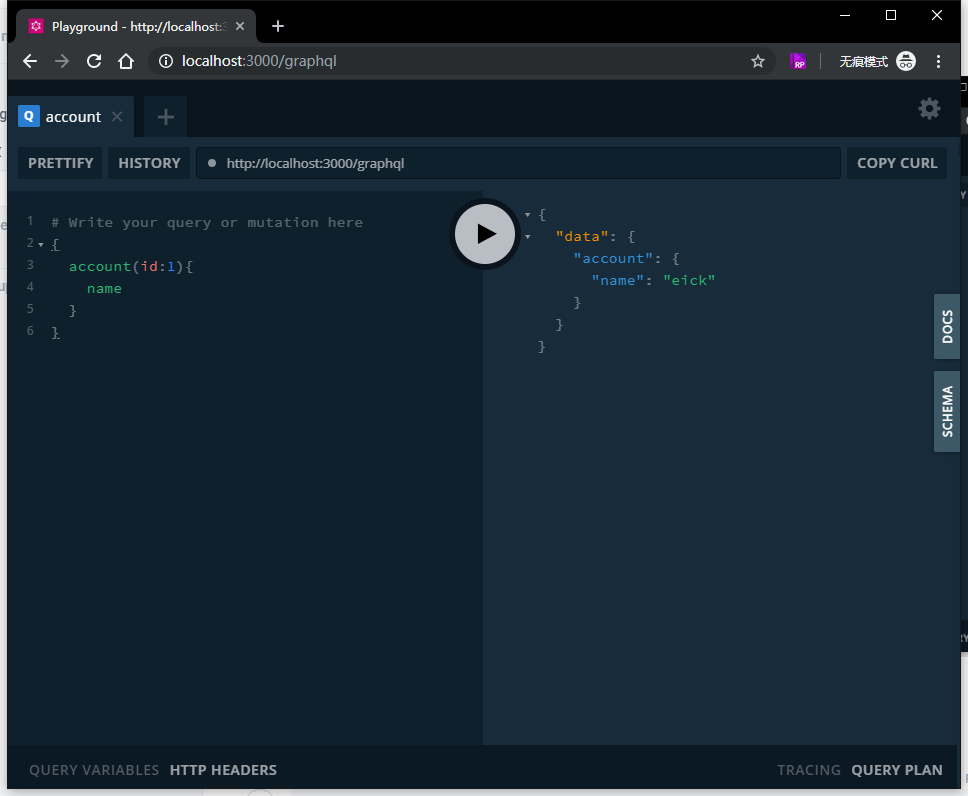 Playground - http://localhost:3
localhost:3000/graphql
RP
无痕模式
Q account
PRETTIFY HISTORY http://localhost:3000/graphql COPY CURL
1 # Write your query or mutation here
2 {
3 account(id:1){
4 name
5 }
6 }
{
"data": {
"account": {
"name": "eick"
}
}
}
DOCS
SCHEMA
QUERY VARIABLES HTTP HEADERS TRACING QUERY PLAN